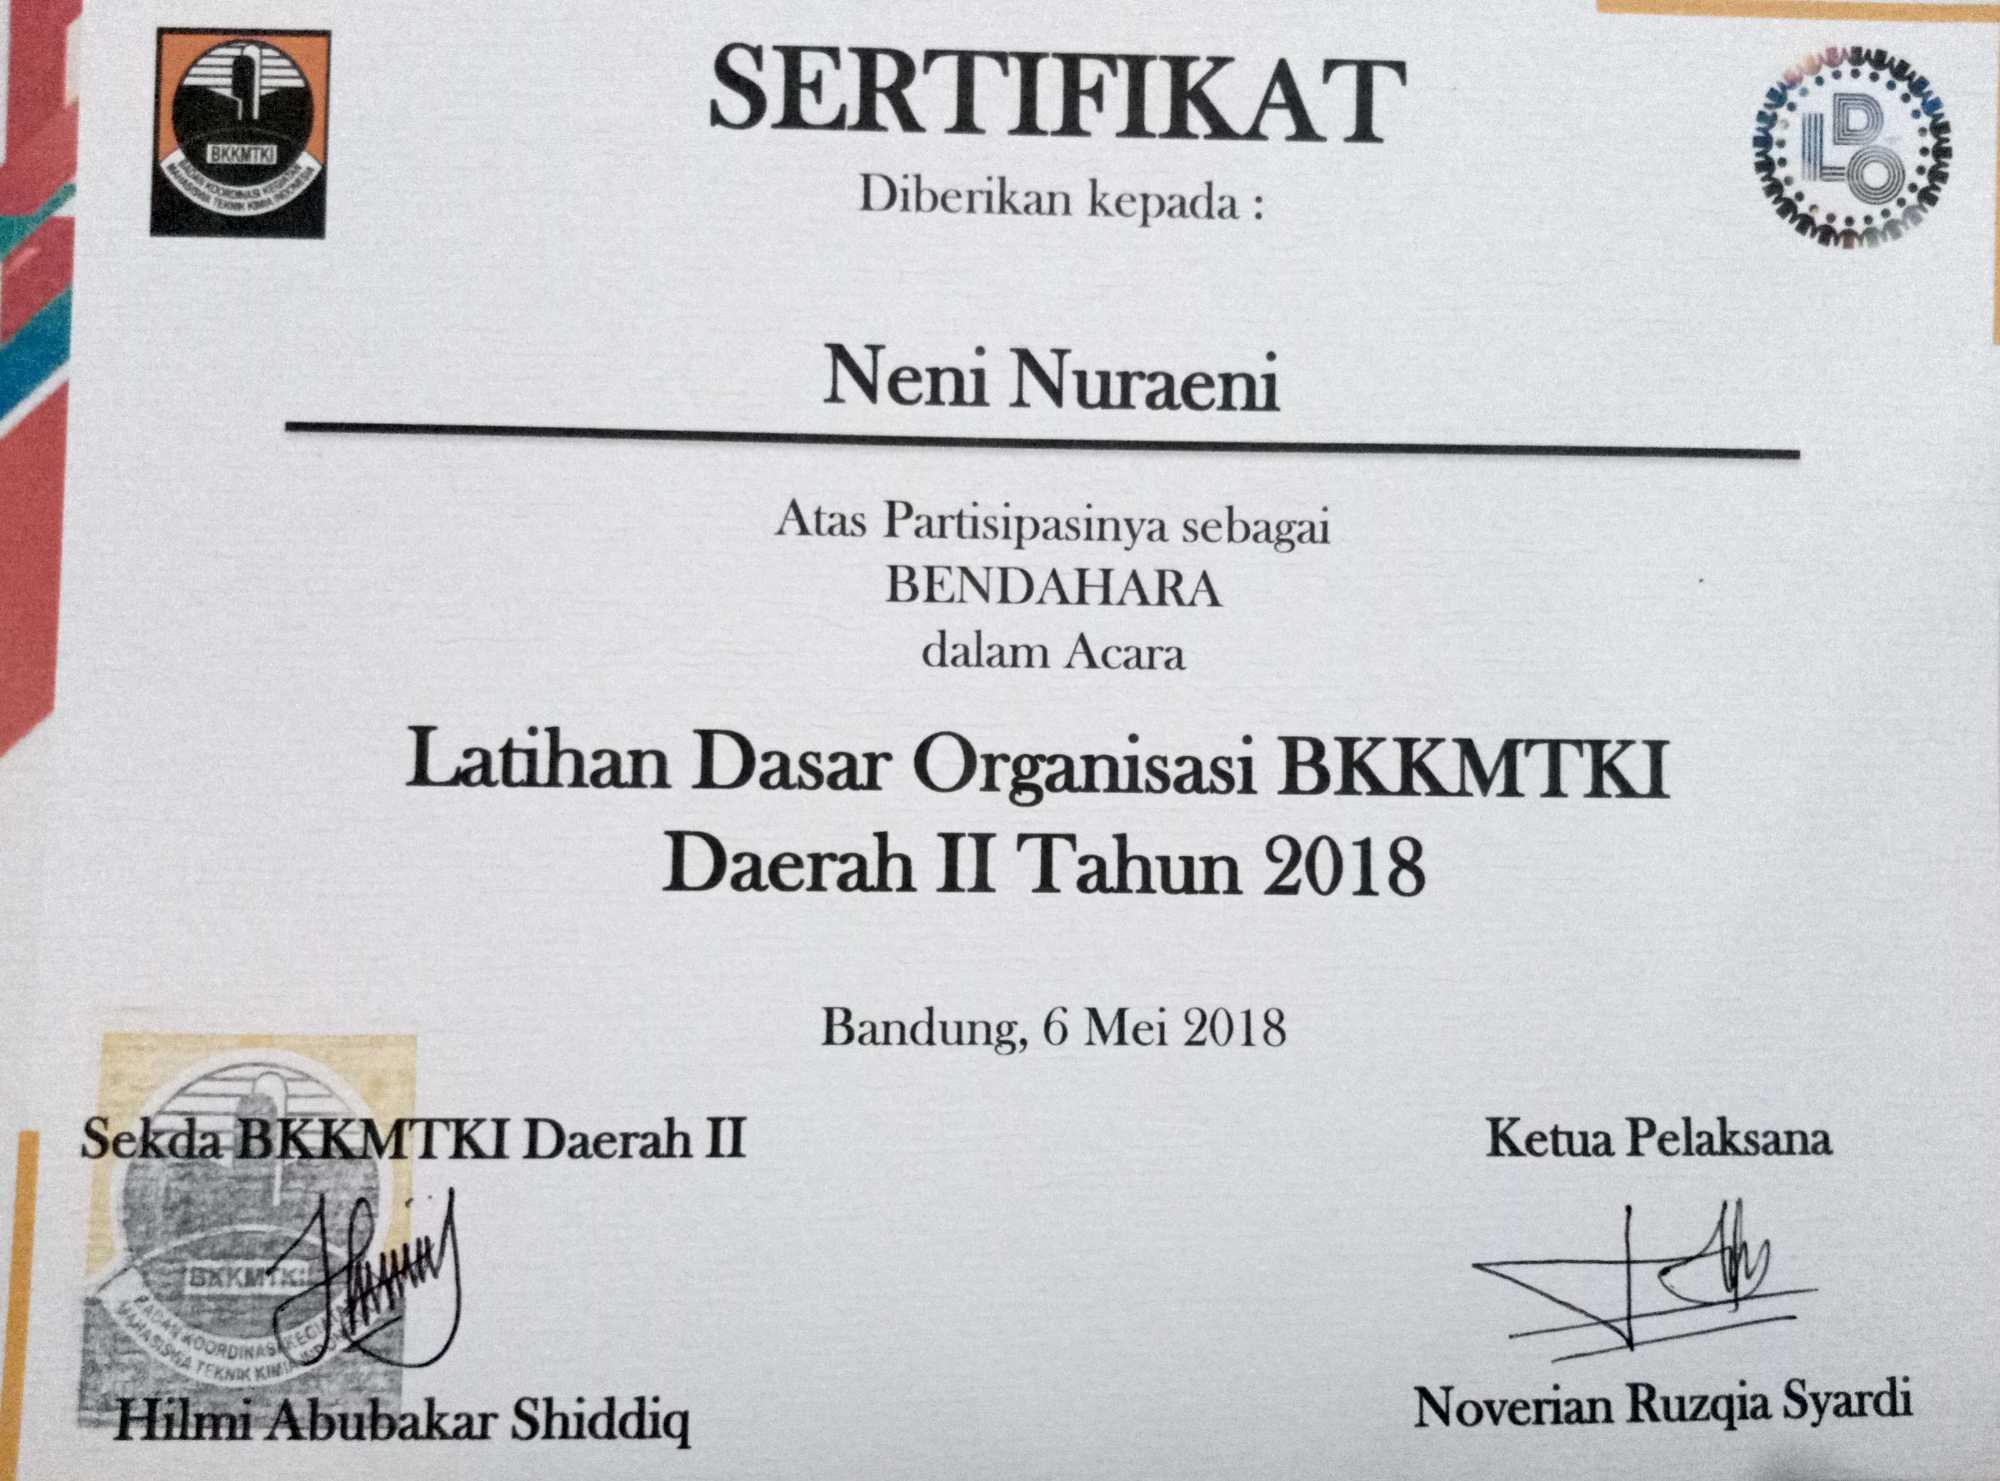 BKKMTKI
BADAN KOORDINASI KEGIATAN
MAHASISWA TEKNIK KIMIA INDONESIA
SERTIFIKAT
LDO
Diberikan kepada :
Neni Nuraeni
Atas Partisipasinya sebagai
BENDAHARA
dalam Acara
Latihan Dasar Organisasi BKKMTKI
Daerah II Tahun 2018
Bandung, 6 Mei 2018
Sekda BKKMTKI Daerah II
Ketua Pelaksana
BKKMTKI
BADAN KOORDINASI KEGIATAN
MAHASISWA TEKNIK KIMIA
Hilmi Abubakar Shiddiq
Noverian Ruzqia Syardi